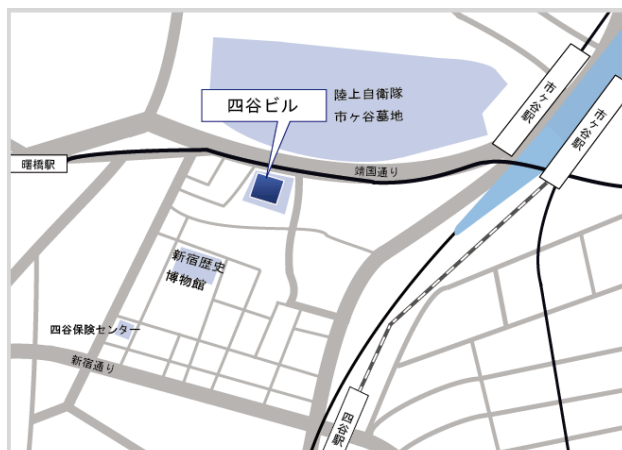 四谷ビル
陸上自衛隊
市ヶ谷墓地
市ヶ谷駅
市ヶ谷駅
曙橋駅
靖国通り
新宿歴史
博物館
四谷保険センター
新宿通り
四谷駅